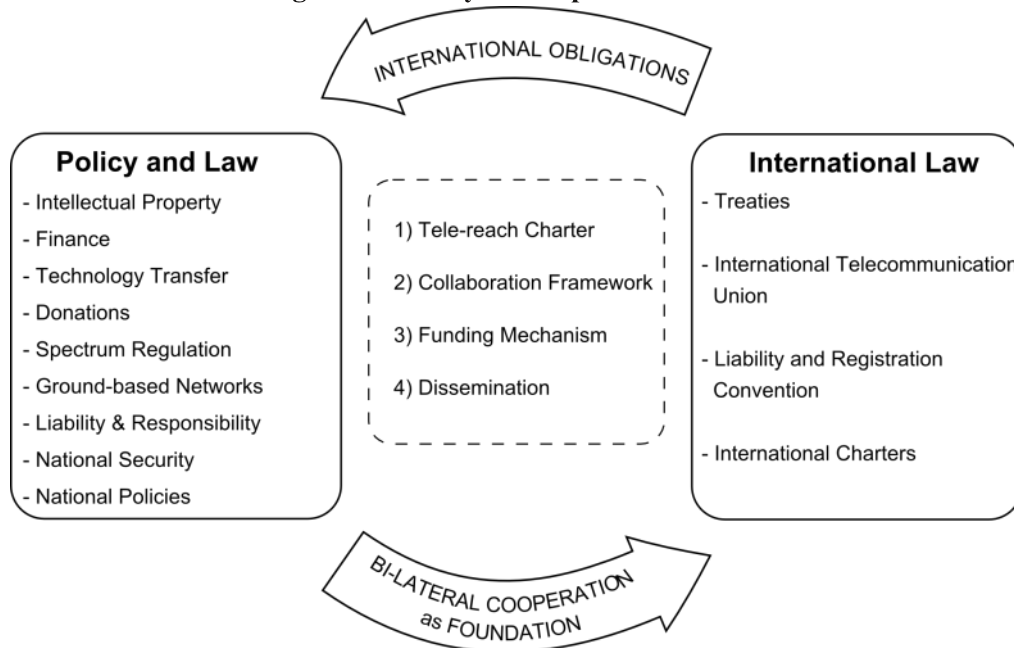 INTERNATIONAL OBLIGATIONS
Policy and Law
- Intellectual Property
- Finance
- Technology Transfer
- Donations
- Spectrum Regulation
- Ground-based Networks
- Liability & Responsibility
- National Security
- National Policies
1) Tele-reach Charter
2) Collaboration Framework
3) Funding Mechanism
4) Dissemination
International Law
- Treaties
- International Telecommunication
Union
- Liability and Registration
Convention
- International Charters
BI-LATERAL COOPERATION
as FOUNDATION